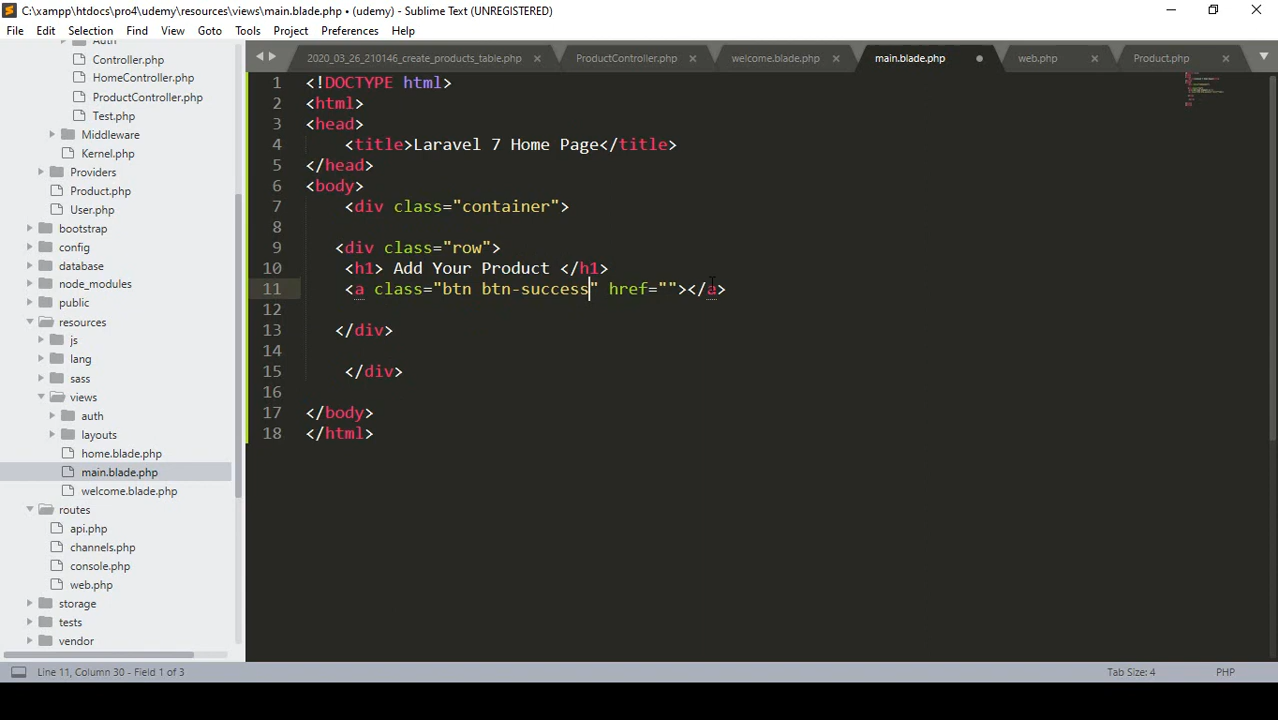 C:\xampp\htdocs\pro4\udemy\resources\views\main.blade.php • (udemy) - Sublime Text (UNREGISTERED)
File Edit Selection Find View Goto Tools Project Preferences Help
Auth
Controller.php
HomeController.php
ProductController.php
Test.php
Middleware
Kernel.php
Providers
Product.php
User.php
bootstrap
config
database
node_modules
public
resources
js
lang
sass
views
auth
layouts
home.blade.php
main.blade.php
welcome.blade.php
routes
api.php
channels.php
console.php
web.php
storage
tests
vendor
2020_03_26_210146_create_products_table.php ProductController.php welcome.blade.php main.blade.php web.php Product.php
1 <!DOCTYPE html>
2 <html>
3 <head>
4 <title>Laravel 7 Home Page</title>
5 </head>
6 <body>
7 <div class="container">
8
9 <div class="row">
10 <h1> Add Your Product </h1>
11 <a class="btn btn-success" href=""></a>
12
13 </div>
14
15 </div>
16
17 </body>
18 </html>
Line 11, Column 30 - Field 1 of 3 Tab Size: 4 PHP